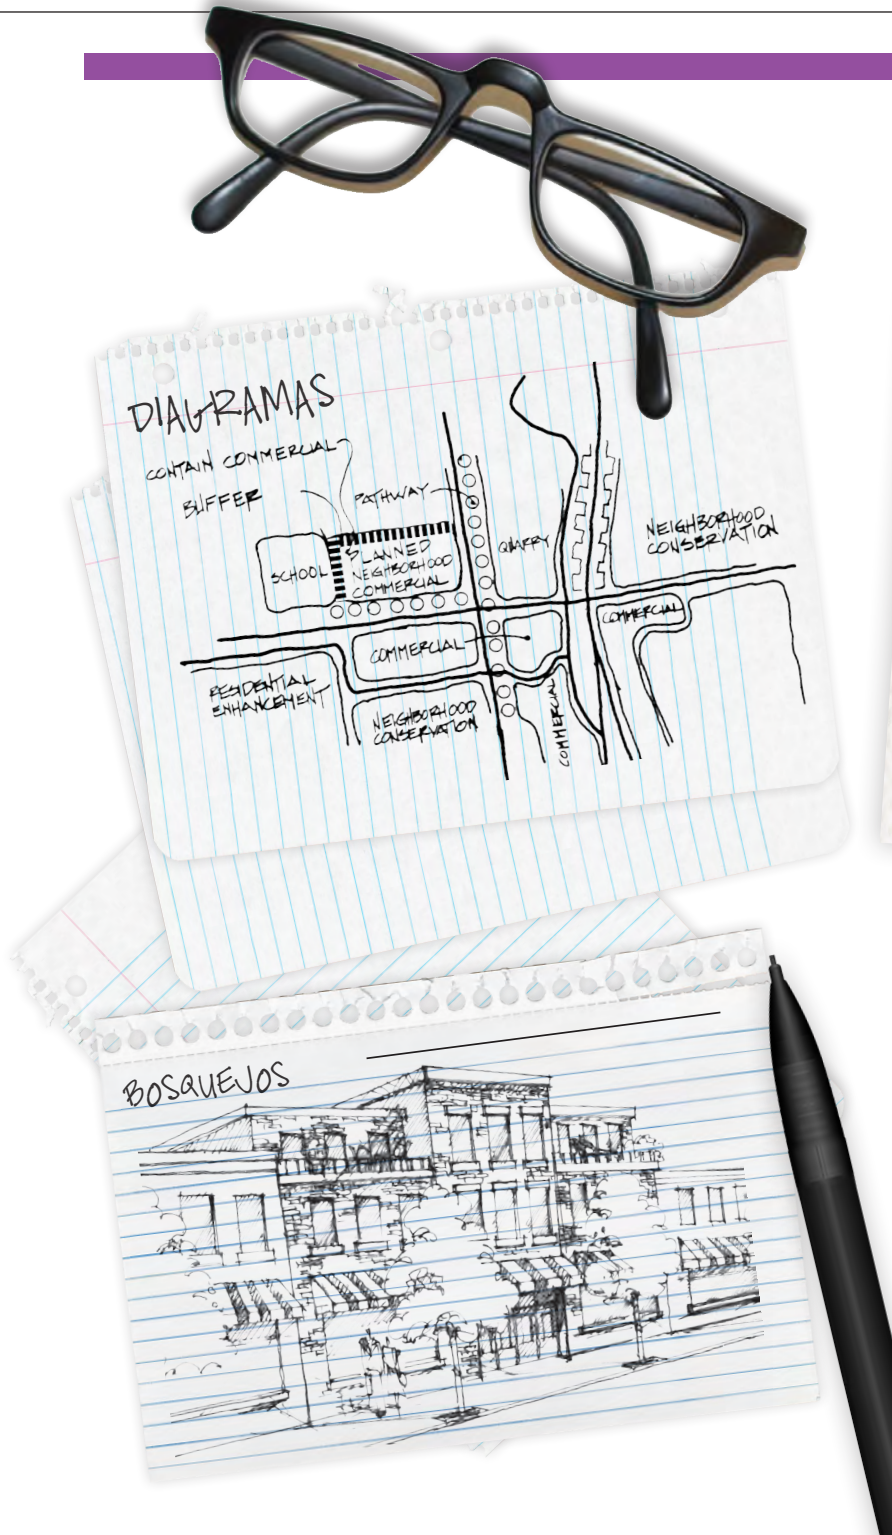 DIAGRAMAS
CONTAIN COMMERCIAL
BUFFER
PATHWAY
SCHOOL
PLANNED
NEIGHBORHOOD
COMMERCIAL
QUARRY
NEIGHBORHOOD
CONSERVATION
COMMERCIAL
COMMERCIAL
RESIDENTIAL
ENHANCEMENT
NEIGHBORHOOD
CONSERVATION
COMMERCIAL
BOSQUEJOS